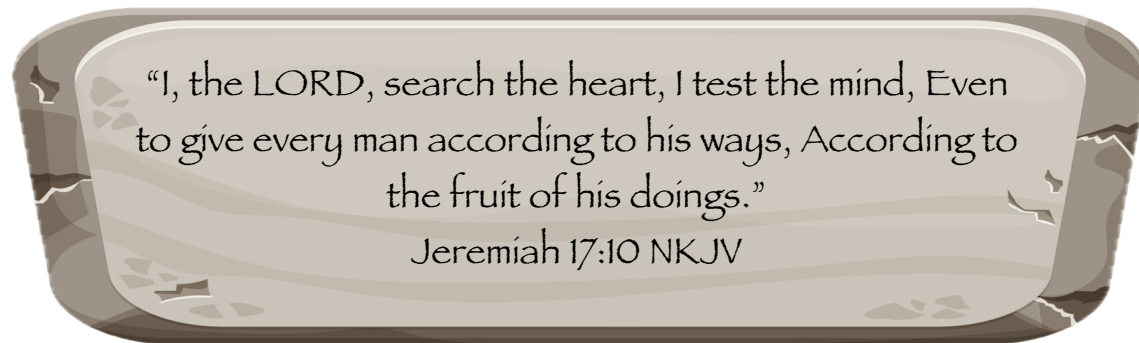 “I, the LORD, search the heart, I test the mind, Even
to give every man according to his ways, According to
the fruit of his doings.”
Jeremiah 17:10 NKJV